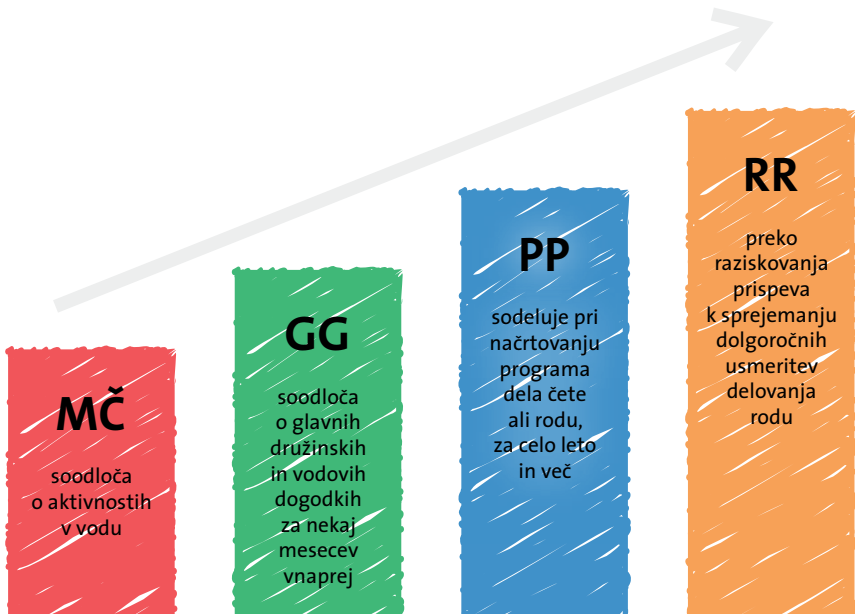 MČ
soodloča
o aktivnostih
v vodu
GG
soodloča
o glavnih
družinskih
in vodovih
dogodkih
za nekaj
mesecev
vnaprej
PP
sodeluje pri
načrtovanju
programa
dela čete
ali rodu,
za celo leto
in več
RR
preko
raziskovanja
prispeva
k sprejemanju
dolgoročnih
usmeritev
delovanja
rodu